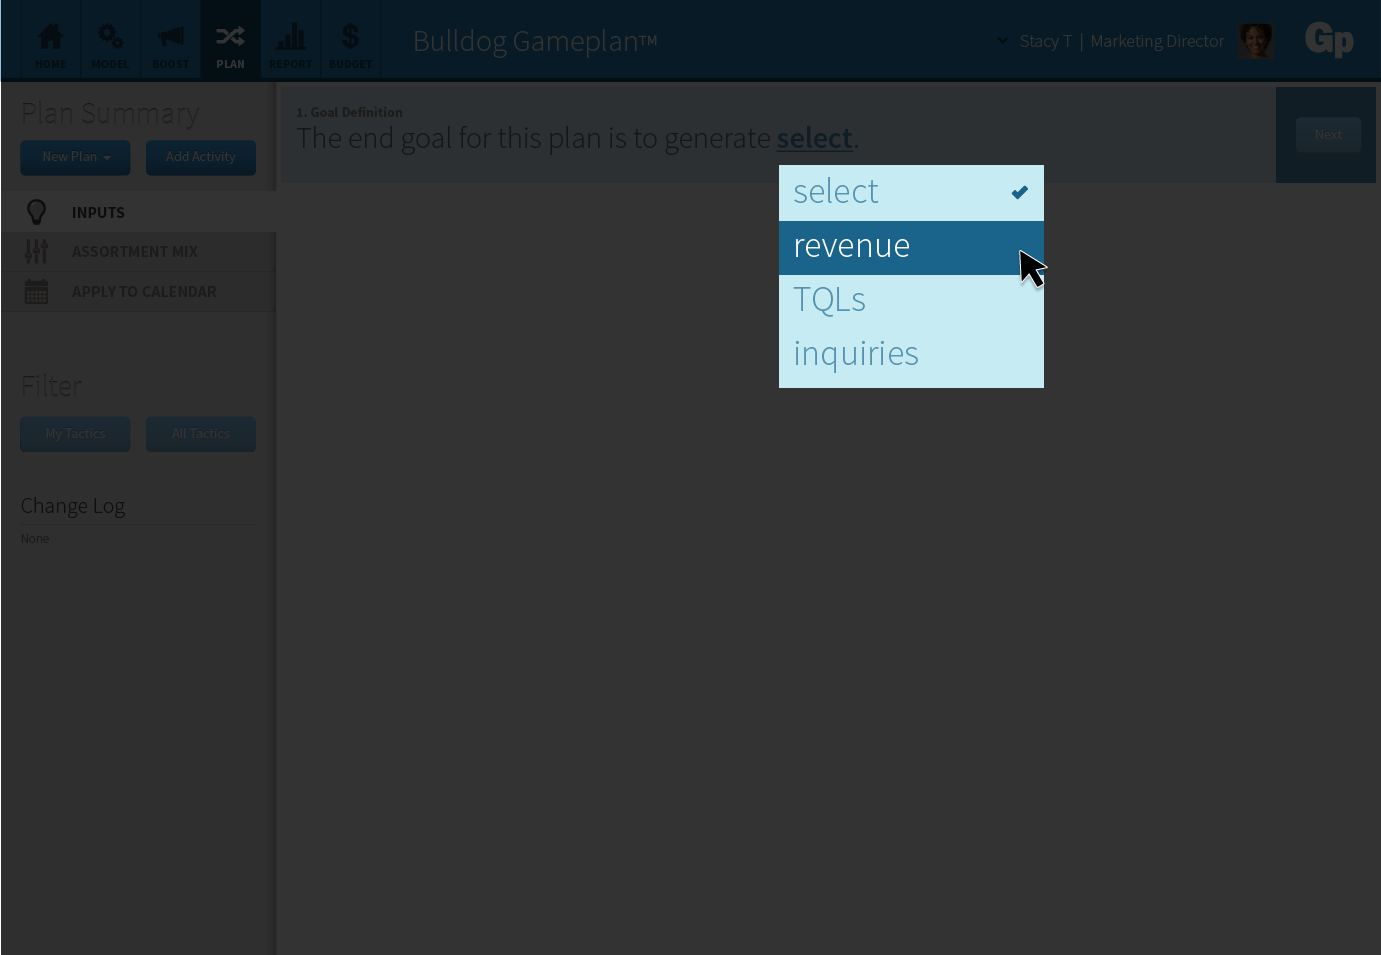 HOME
MODEL
BOOST
PLAN
REPORT
BUDGET
Bulldog Gameplan™
Stacy T | Marketing Director
Gp
Plan Summary
New Plan
Add Activity
INPUTS
ASSORTMENT MIX
APPLY TO CALENDAR
Filter
My Tactics
All Tactics
Change Log
None
1. Goal Definition
The end goal for this plan is to generate select.
Next
select
revenue
TQLs
inquiries